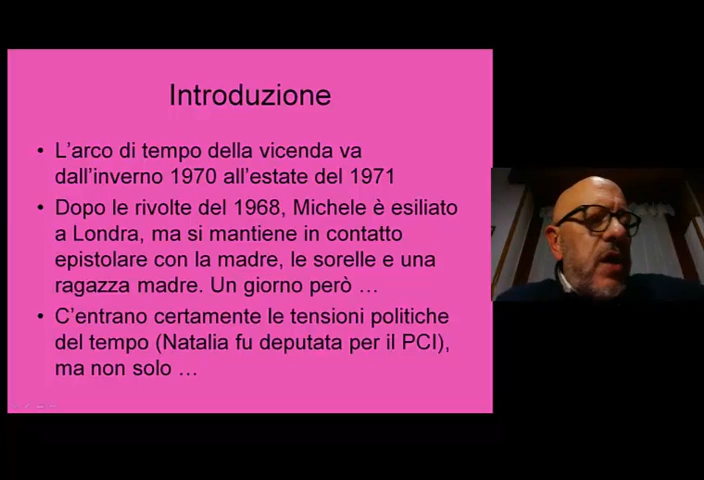 Introduzione
• L'arco di tempo della vicenda va
dall'inverno 1970 all'estate del 1971
• Dopo le rivolte del 1968, Michele è esiliato
a Londra, ma si mantiene in contatto
epistolare con la madre, le sorelle e una
ragazza madre. Un giorno però …
• C'entrano certamente le tensioni politiche
del tempo (Natalia fu deputata per il PCI),
ma non solo …